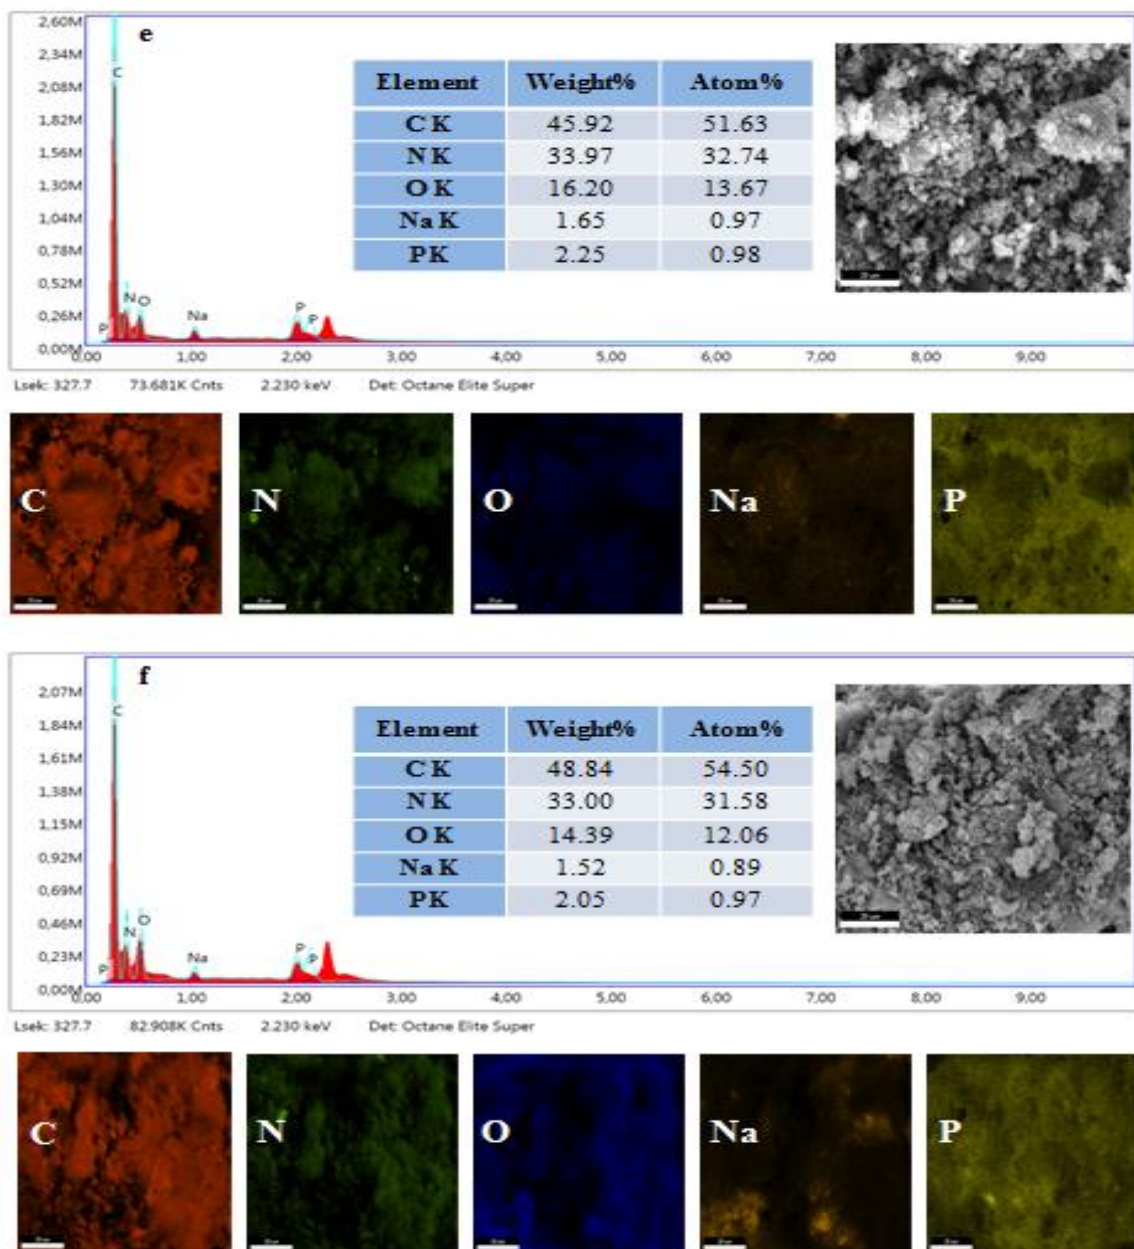 e
2,60M
2,34M
2,08M
1,82M
1,56M
1,30M
1,04M
0,78M
0,52M
0,26M
0,00M
C
P
N
O
Na
P
P
Element Weight% Atom%
C K 45.92 51.63
N K 33.97 32.74
O K 16.20 13.67
Na K 1.65 0.97
P K 2.25 0.98
0,00 1,00 2,00 3,00 4,00 5,00 6,00 7,00 8,00 9,00
Lsek: 327.7 73.681K Cnts 2.230 keV Det: Octane Elite Super
C N O Na P
f
2,07M
1,84M
1,61M
1,38M
1,15M
0,92M
0,69M
0,46M
0,23M
0,00M
C
P
N
O
Na
P
P
Element Weight% Atom%
C K 48.84 54.50
N K 33.00 31.58
O K 14.39 12.06
Na K 1.52 0.89
P K 2.05 0.97
0,00 1,00 2,00 3,00 4,00 5,00 6,00 7,00 8,00 9,00
Lsek: 327.7 82.908K Cnts 2.230 keV Det: Octane Elite Super
C N O Na P